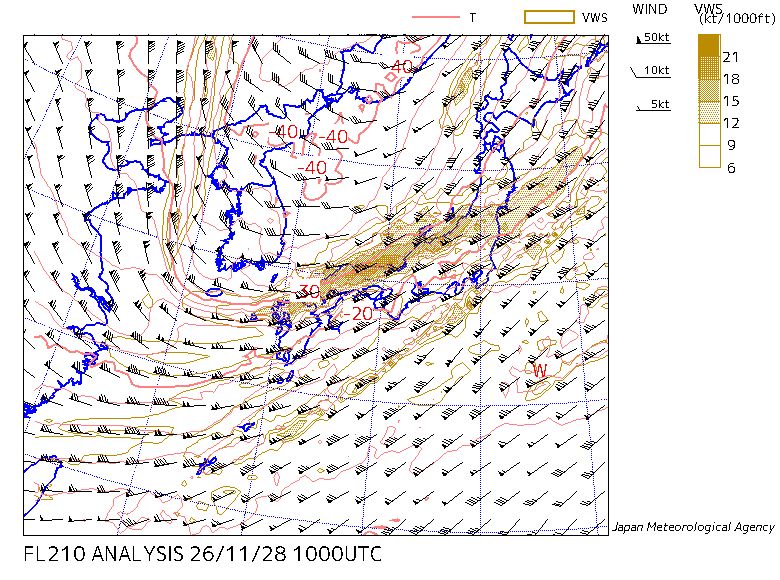 T VWS WIND VWS
(kt/1000ft)
50kt
10kt
5kt
21
18
15
12
9
6
-40
-40
-40
-40
-30
-20
W
Japan Meteorological Agency
FL210 ANALYSIS 26/11/28 1000UTC